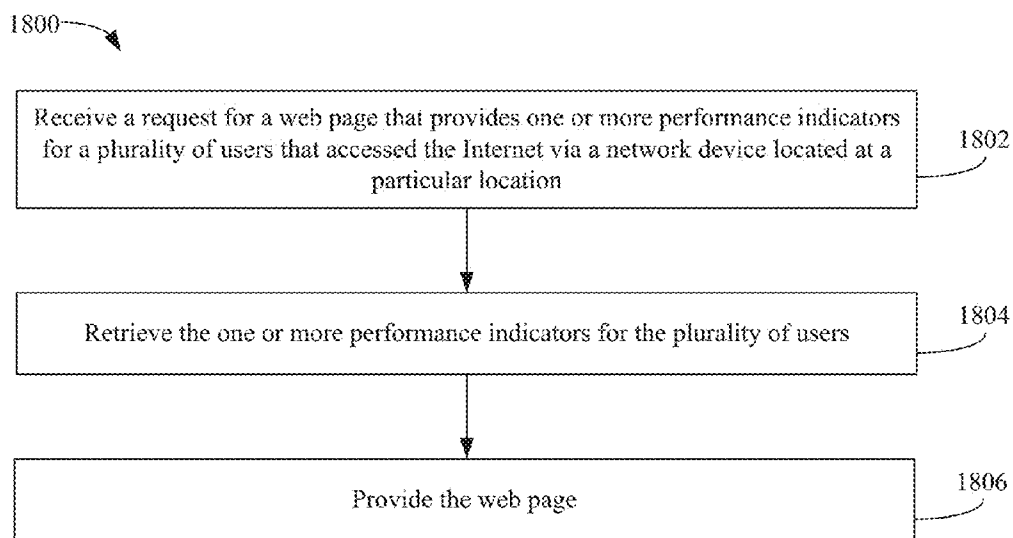 1800
Receive a request for a web page that provides one or more performance indicators
for a plurality of users that accessed the Internet via a network device located at a
particular location
1802
Retrieve the one or more performance indicators for the plurality of users
1804
Provide the web page
1806